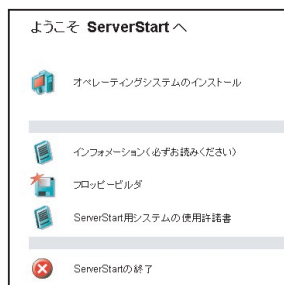 ようこそ ServerStart へ
オペレーティングシステムのインストール
インフォメーション(必ずお読みください)
フロッピービルダ
ServerStart用システムの使用許諾書
ServerStartの終了